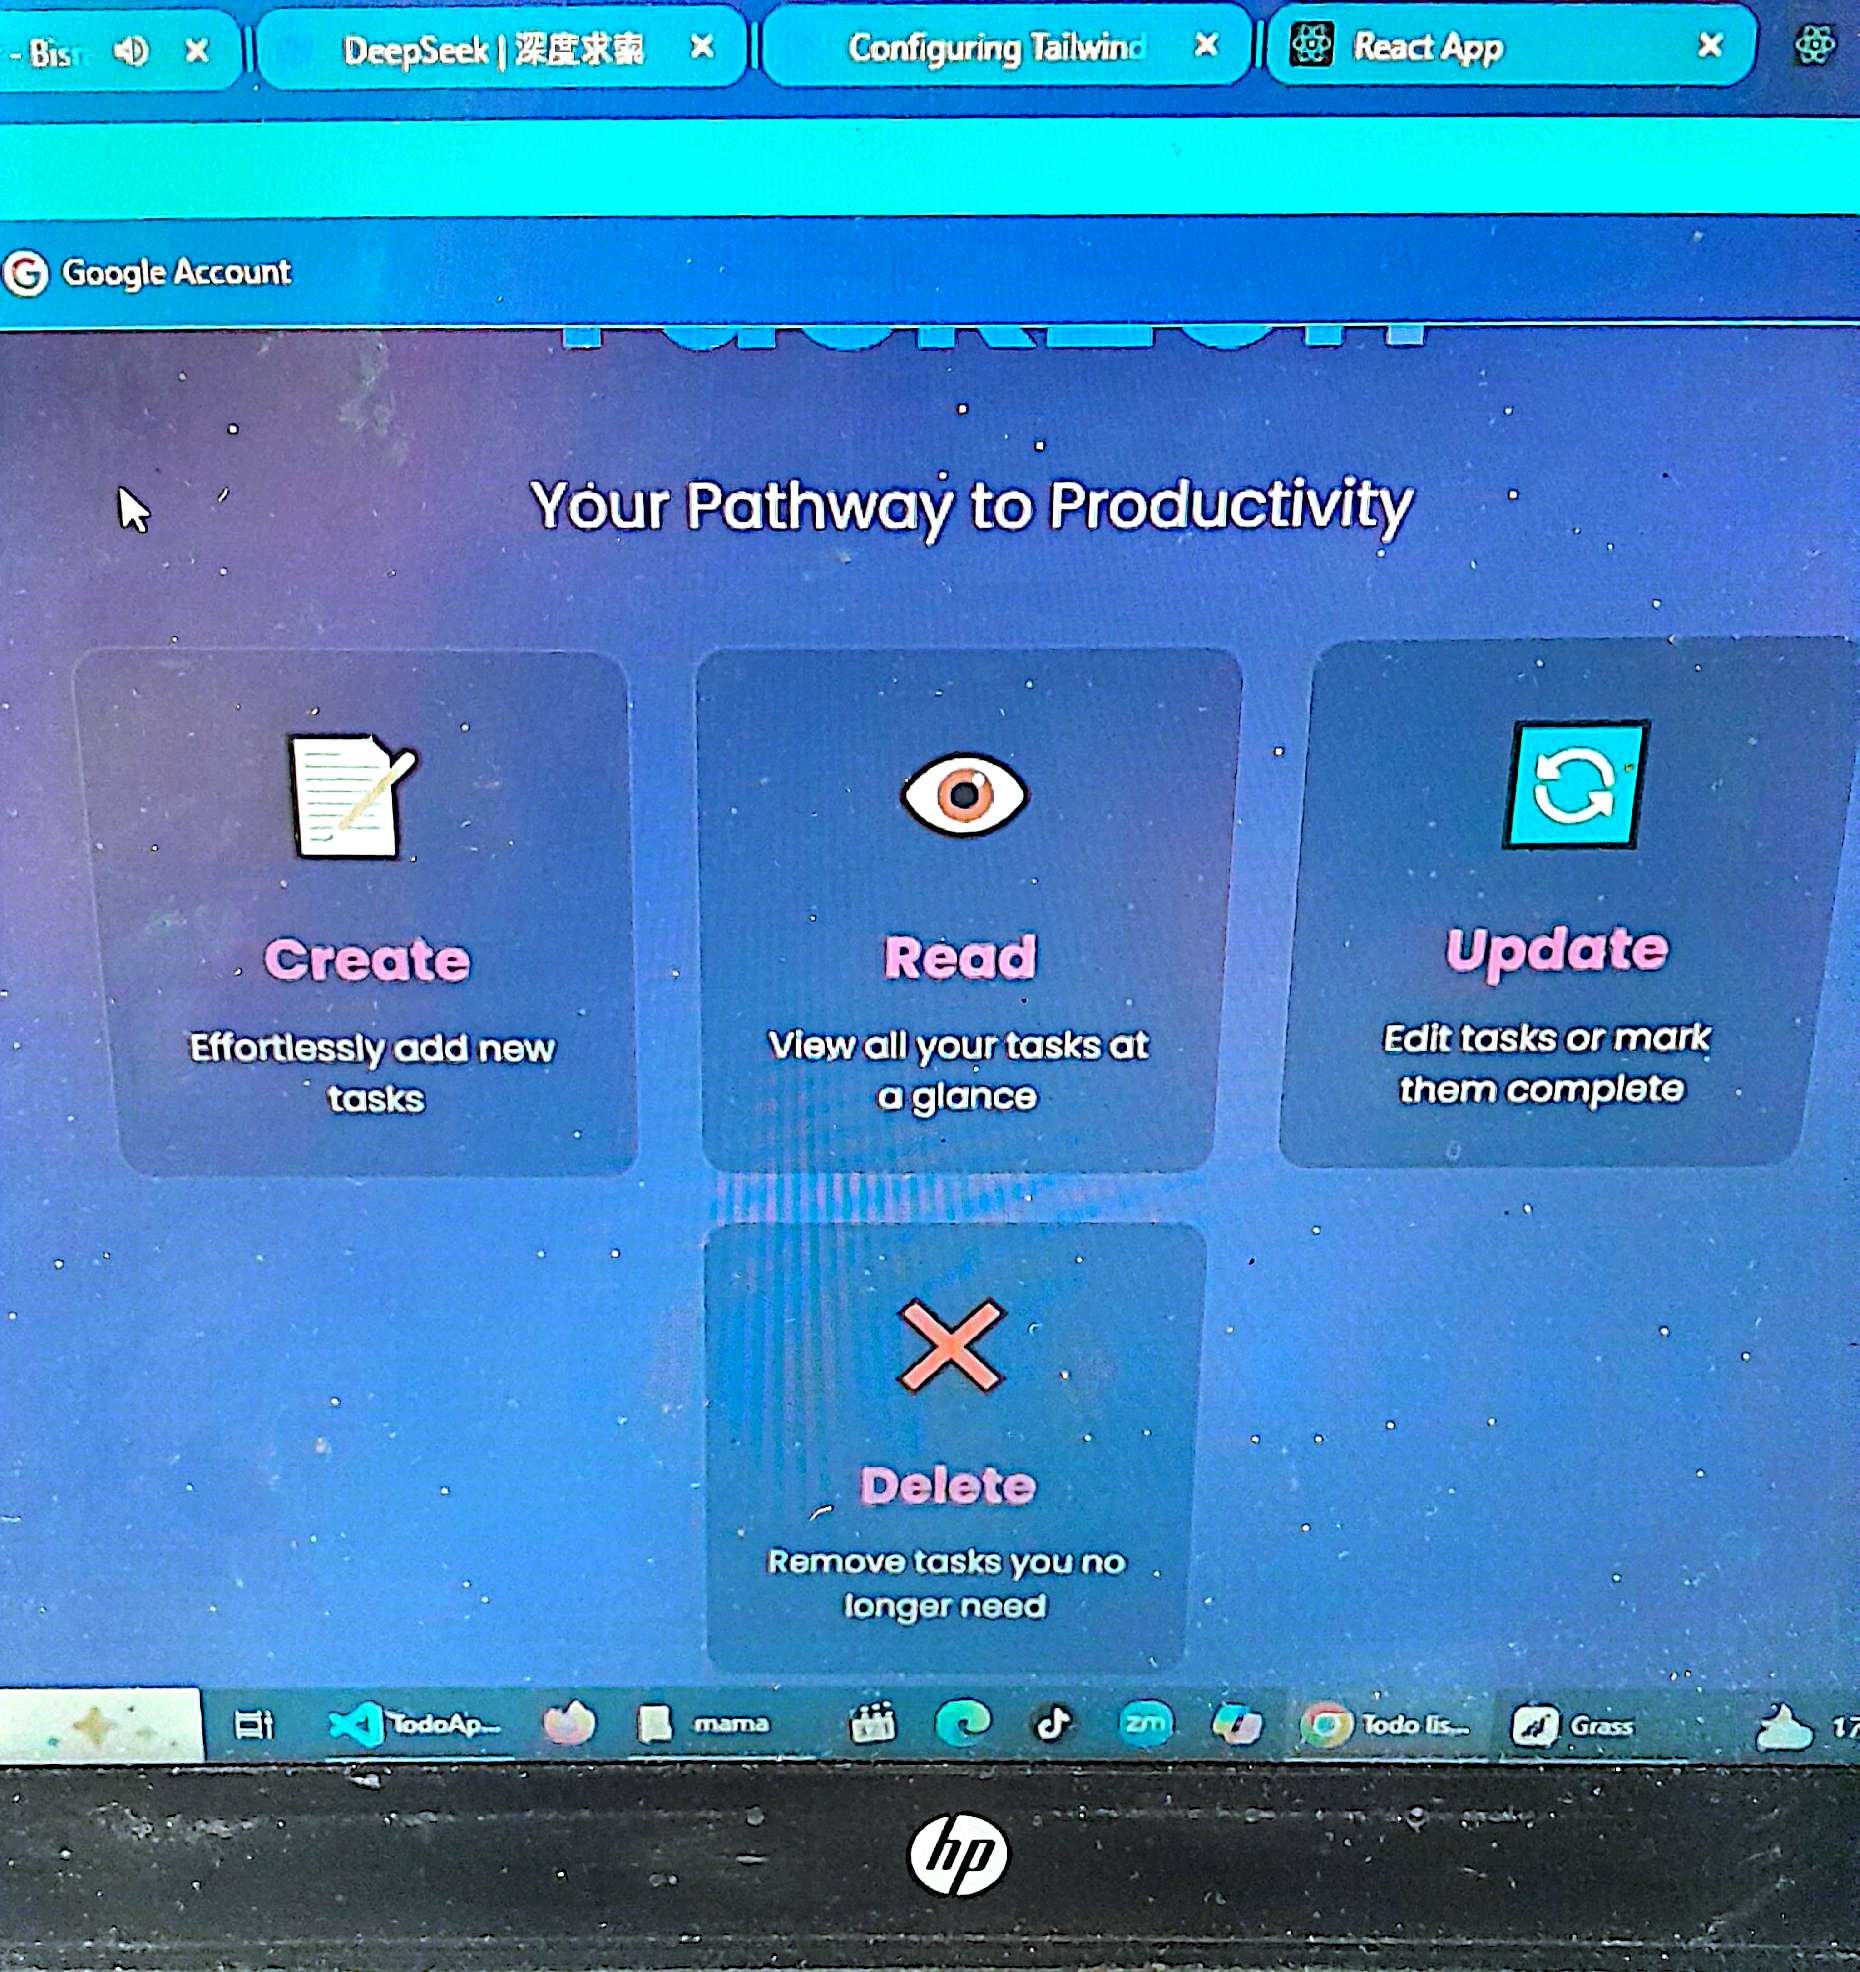 - Bis
DeepSeek | 深度求索
Configuring Tailwind
React App
Google Account
Your Pathway to Productivity
Create
Effortlessly add new
tasks
Read
View all your tasks at
a glance
Update
Edit tasks or mark
them complete
Delete
Remove tasks you no
longer need
TodoAp...
mama
321
zm
Todo lis...
Grass
17
hp